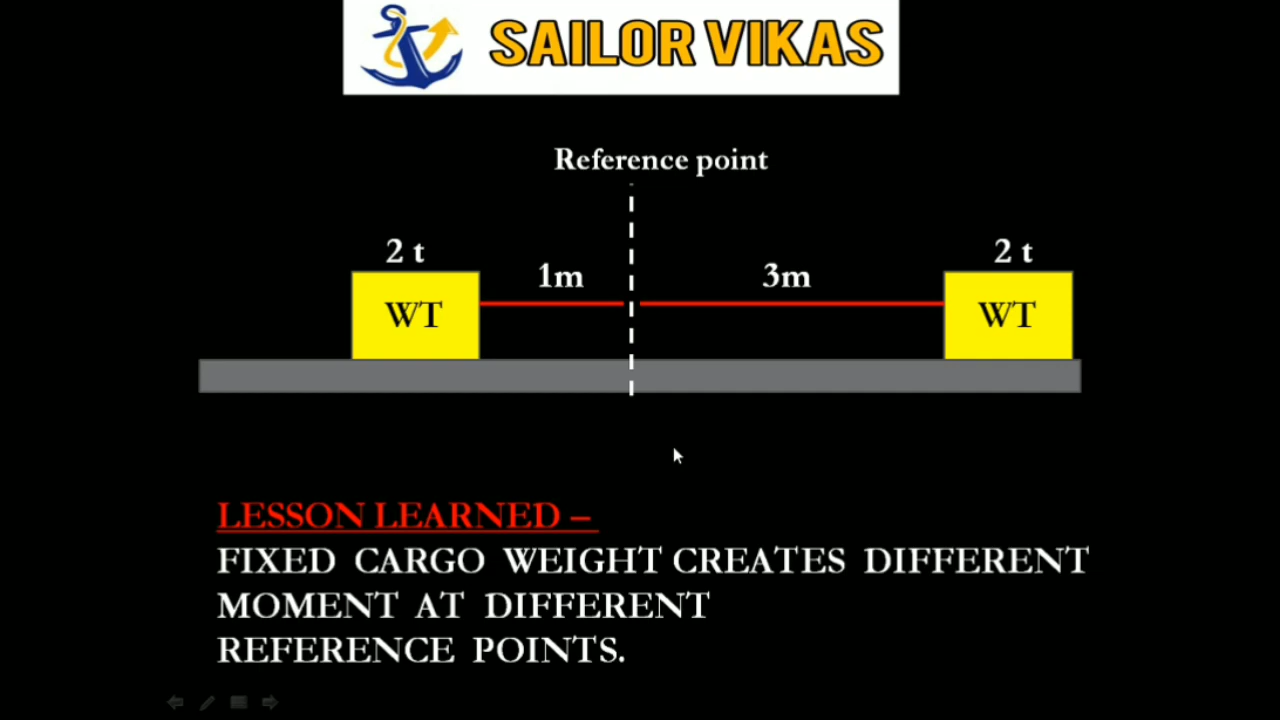 SAILOR VIKAS
Reference point
2 t
2 t
1m
3m
WT
WT
LESSON LEARNED –
FIXED CARGO WEIGHT CREATES DIFFERENT
MOMENT AT DIFFERENT
REFERENCE POINTS.